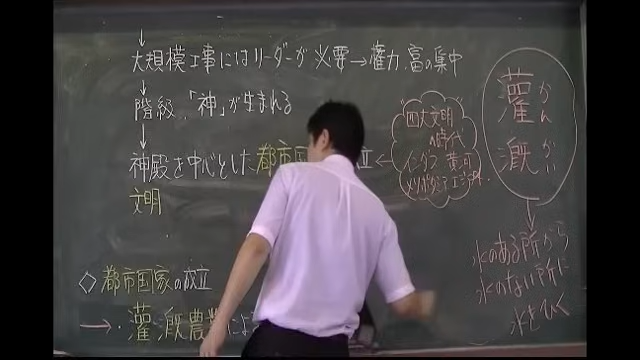 ↓
大規模工事にはリーダーが必要→権力、富の集中
↓
階級、「神」が生まれる
↓
神殿を中心とした都市国 立
文明
四大文明
の時代
インダス 黄河
メソポタミア エジプト
灌漑
かんがい
↓
水のある所から
水のない所に
水をひく
◇都市国家の成立
→・灌漑農業によ